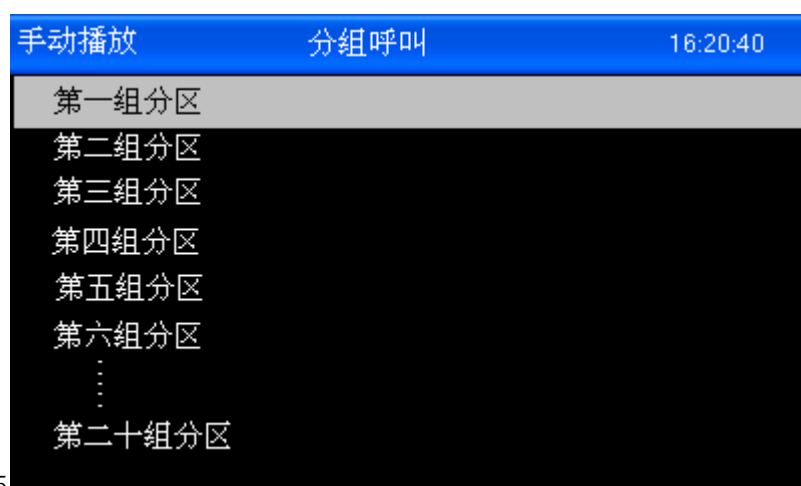 手动播放 分组呼叫 16:20:40
第一组分区
第二组分区
第三组分区
第四组分区
第五组分区
第六组分区
第二十组分区